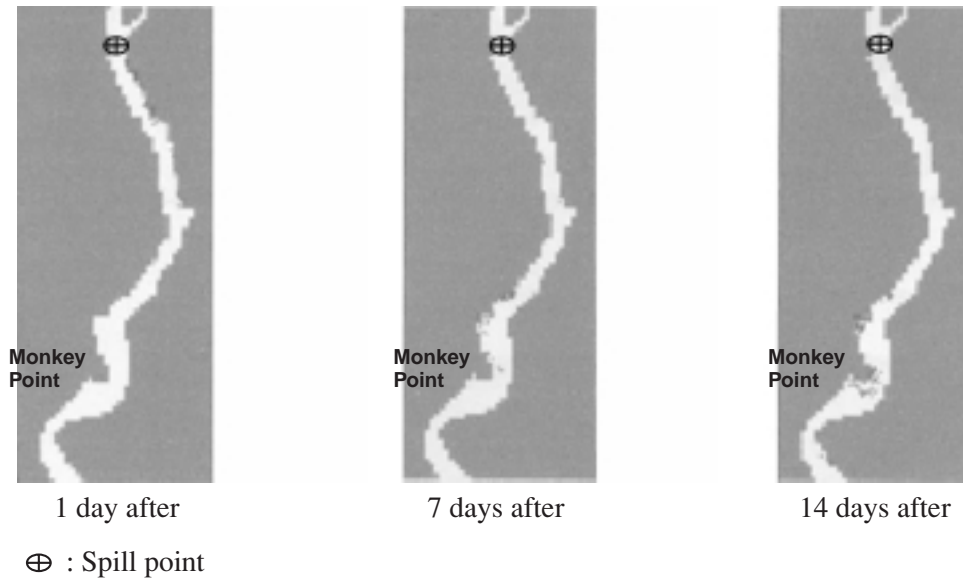 Monkey
Point
Monkey
Point
Monkey
Point
1 day after
7 days after
14 days after
⊕ : Spill point